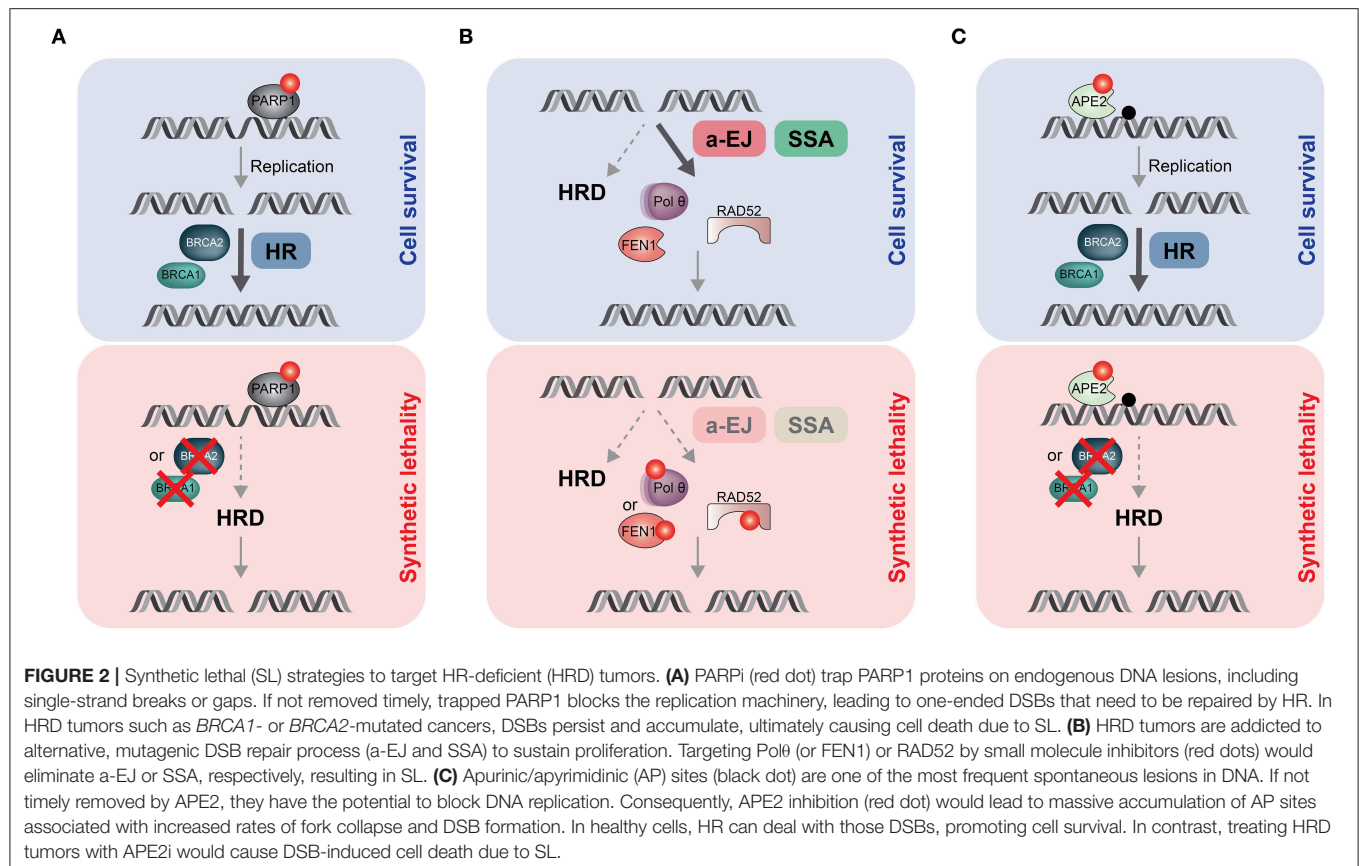 A
B
C
PARP1
Replication
BRCA2
BRCA1
HR
Cell survival
a-EJ
SSA
HRD
Pol θ
FEN1
RAD52
Cell survival
APE2
Replication
BRCA2
BRCA1
HR
Cell survival
PARP1
or
BRCA2
BRCA1
HRD
Synthetic lethality
a-EJ
SSA
HRD
Pol θ
or
FEN1
RAD52
Synthetic lethality
APE2
or
BRCA2
BRCA1
HRD
Synthetic lethality
FIGURE 2 | Synthetic lethal (SL) strategies to target HR-deficient (HRD) tumors. (A) PARPi (red dot) trap PARP1 proteins on endogenous DNA lesions, including
single-strand breaks or gaps. If not removed timely, trapped PARP1 blocks the replication machinery, leading to one-ended DSBs that need to be repaired by HR. In
HRD tumors such as BRCA1- or BRCA2-mutated cancers, DSBs persist and accumulate, ultimately causing cell death due to SL. (B) HRD tumors are addicted to
alternative, mutagenic DSB repair process (a-EJ and SSA) to sustain proliferation. Targeting Polθ (or FEN1) or RAD52 by small molecule inhibitors (red dots) would
eliminate a-EJ or SSA, respectively, resulting in SL. (C) Apurinic/apyrimidinic (AP) sites (black dot) are one of the most frequent spontaneous lesions in DNA. If not
timely removed by APE2, they have the potential to block DNA replication. Consequently, APE2 inhibition (red dot) would lead to massive accumulation of AP sites
associated with increased rates of fork collapse and DSB formation. In healthy cells, HR can deal with those DSBs, promoting cell survival. In contrast, treating HRD
tumors with APE2i would cause DSB-induced cell death due to SL.